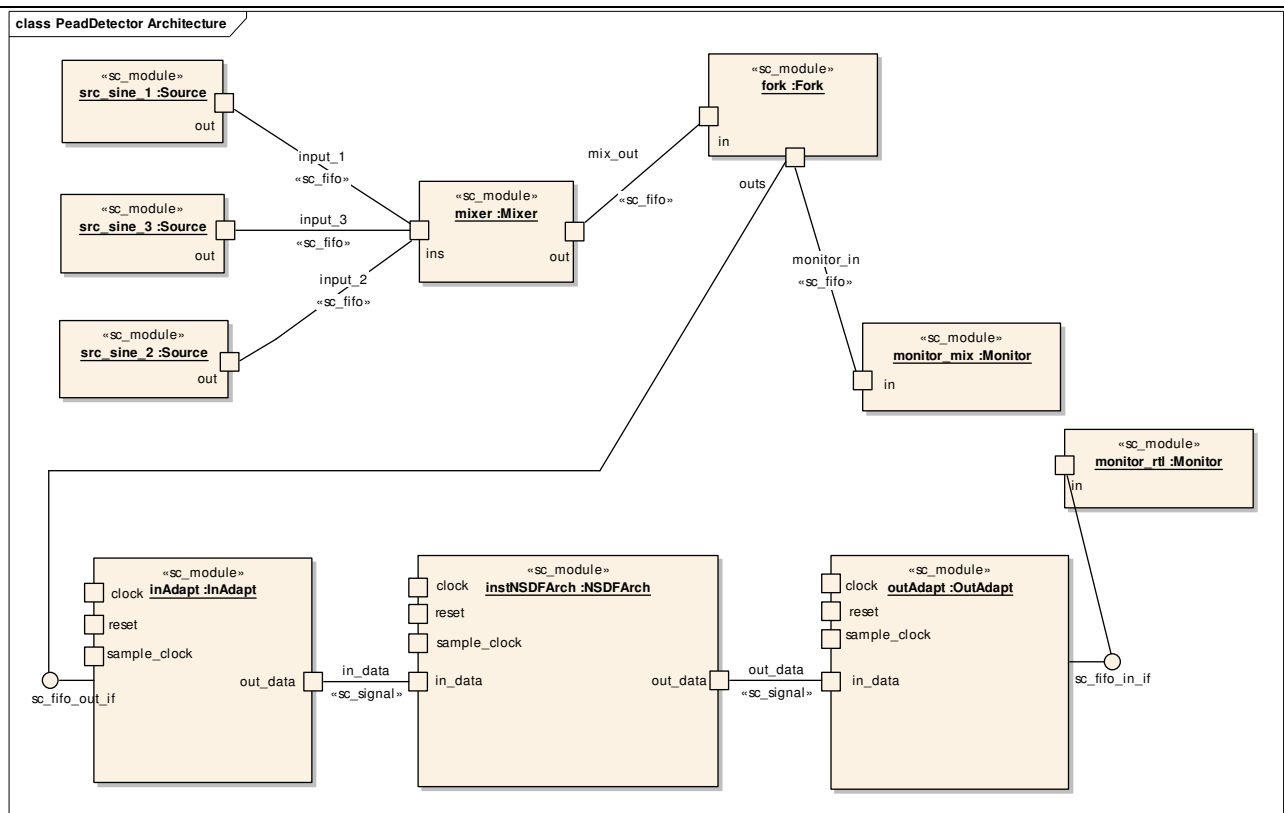 class PeadDetector Architecture
«sc_module»
src_sine_1 :Source
out
«sc_module»
fork :Fork
in
outs
input_1
«sc_fifo»
mix_out
«sc_fifo»
«sc_module»
src_sine_3 :Source
out
input_3
«sc_fifo»
«sc_module»
mixer :Mixer
ins
out
input_2
«sc_fifo»
monitor_in
«sc_fifo»
«sc_module»
src_sine_2 :Source
out
«sc_module»
monitor_mix :Monitor
in
«sc_module»
monitor_rtl :Monitor
in
«sc_module»
inAdapt :InAdapt
clock
reset
sample_clock
out_data
sc_fifo_out_if
in_data
«sc_signal»
«sc_module»
instNSDFArch :NSDFArch
clock
reset
sample_clock
in_data
out_data
out_data
«sc_signal»
«sc_module»
outAdapt :OutAdapt
clock
reset
sample_clock
in_data
sc_fifo_in_if